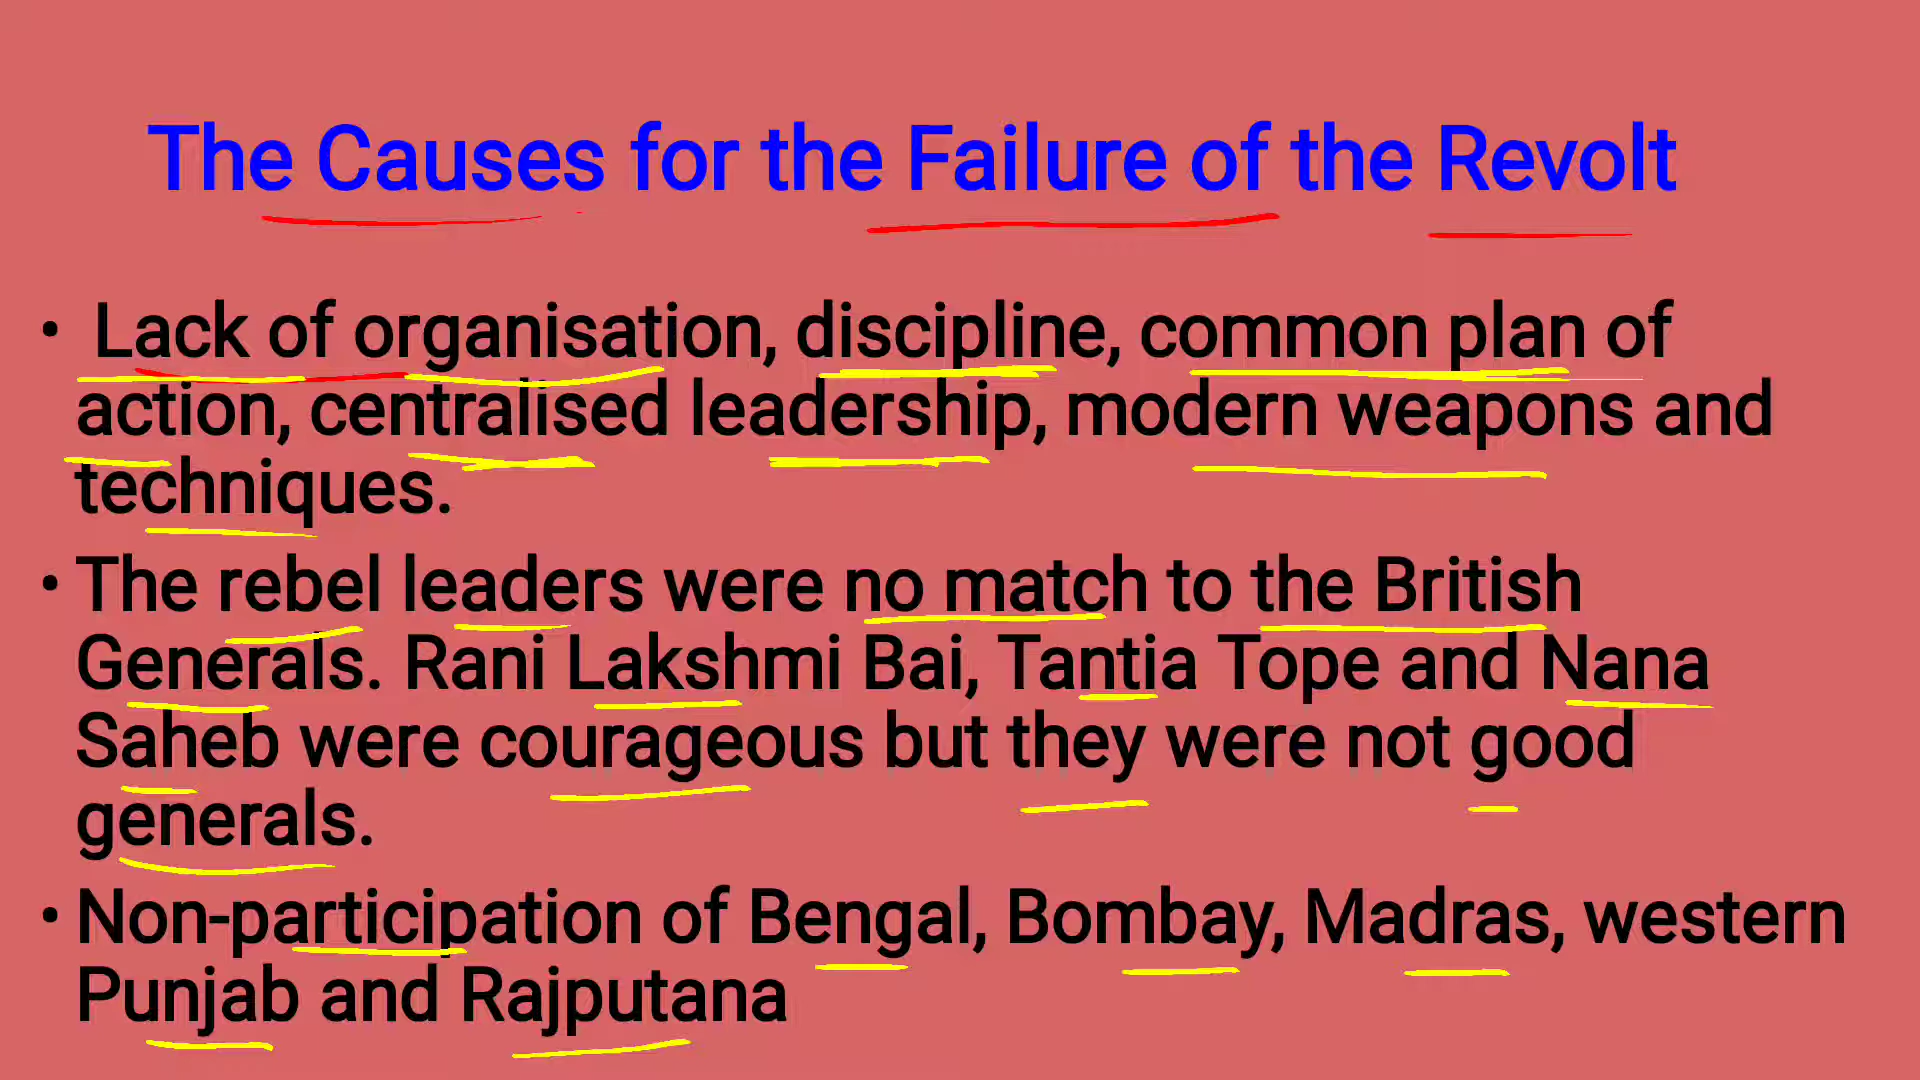 The Causes for the Failure of the Revolt
• Lack of organisation, discipline, common plan of
action, centralised leadership, modern weapons and
techniques.
• The rebel leaders were no match to the British
Generals. Rani Lakshmi Bai, Tantia Tope and Nana
Saheb were courageous but they were not good
generals.
• Non-participation of Bengal, Bombay, Madras, western
Punjab and Rajputana